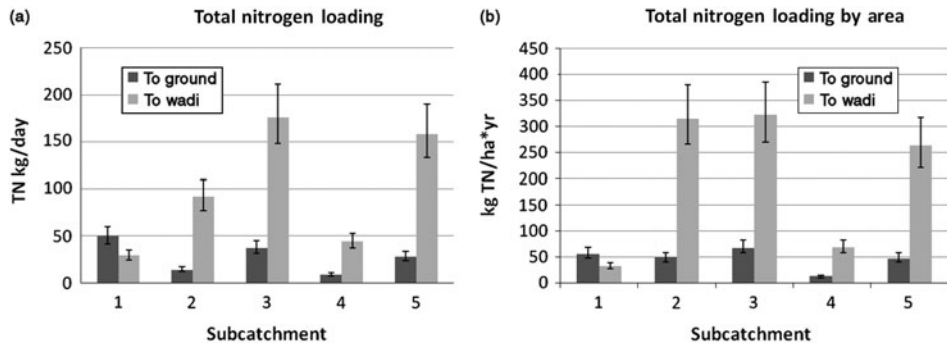 (a)
Total nitrogen loading
TN kg/day
250
200
150
100
50
0
To ground
To wadi
1 2 3 4 5
Subcatchment
(b)
Total nitrogen loading by area
kg TN/ha*yr
450
400
350
300
250
200
150
100
50
0
To ground
To wadi
1 2 3 4 5
Subcatchment